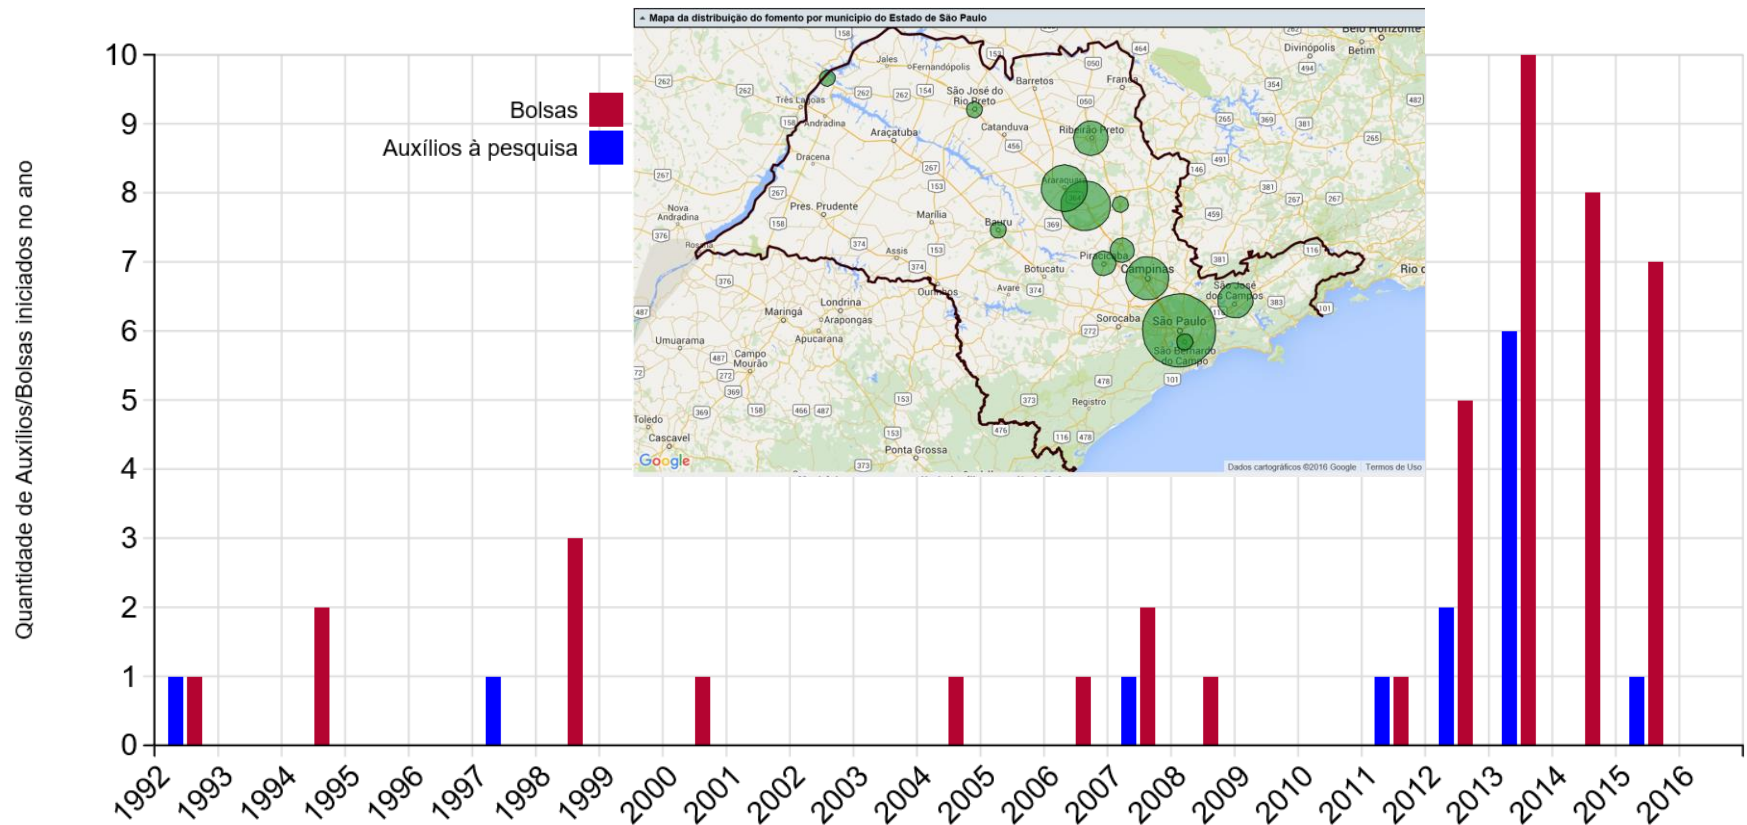 Mapa da distribuição do fomento por município do Estado de São Paulo
Quantidade de Auxílios/Bolsas iniciados no ano
10
9
8
7
6
5
4
3
2
1
0
Bolsas
Auxílios à pesquisa
1992 1993 1994 1995 1996 1997 1998 1999 2000 2001 2002 2003 2004 2005 2006 2007 2008 2009 2010 2011 2012 2013 2014 2015 2016
Belo Horizonte
Divinópolis
Betim
Jales
Fernandópolis
Barretos
Franca
Três Lagoas
São José do
Rio Preto
Andradina
Catanduva
Ribeirão Preto
Araçatuba
Dracena
Araraquara
Nova
Andradina
Pres. Prudente
Marília
Bauru
Rosana
Assis
Piracicaba
Campinas
Botucatu
Rio d
Ourinhos
Avare
São José
dos Campos
Londrina
Maringá
Arapongas
Sorocaba
São Paulo
Apucarana
Umuarama
Campo
Mourão
São Bernardo
do Campo
Registro
Toledo
Cascavel
Ponta Grossa
Google
Dados cartográficos ©2016 Google
Termos de Uso